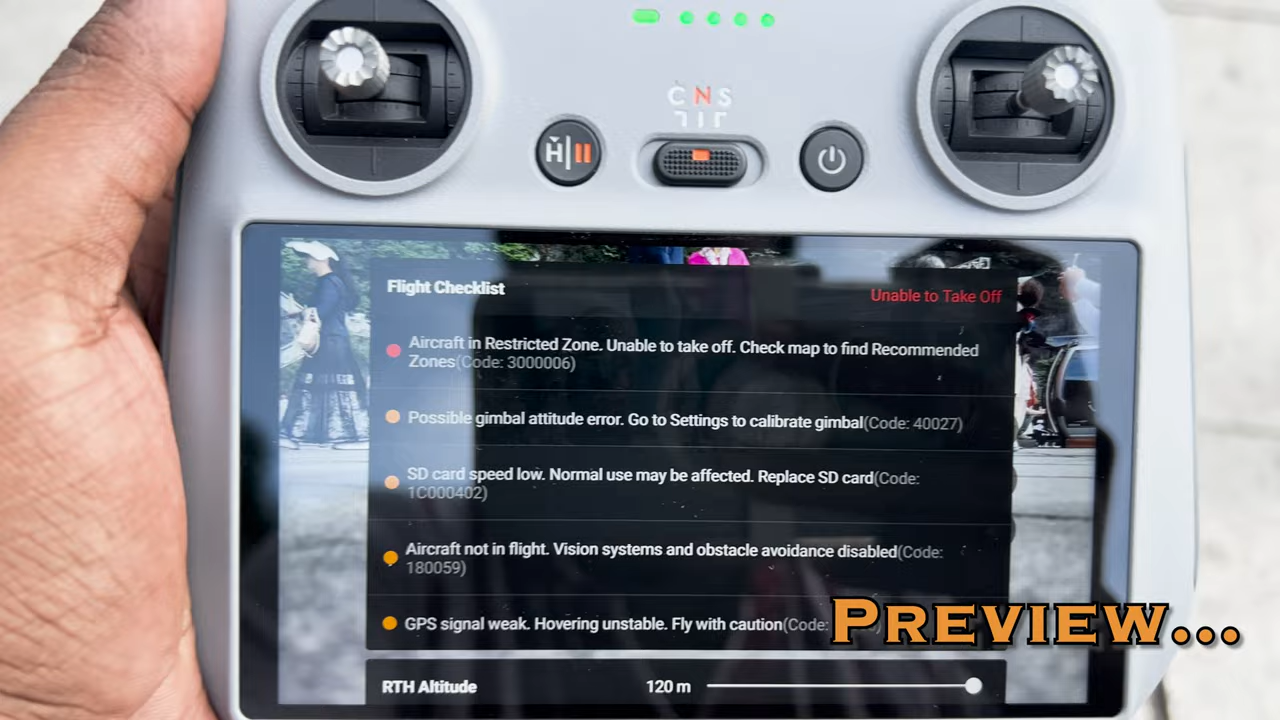 C N S
H
Flight Checklist
Unable to Take Off
Aircraft in Restricted Zone. Unable to take off. Check map to find Recommended
Zones(Code: 3000006)
Possible gimbal attitude error. Go to Settings to calibrate gimbal(Code: 40027)
SD card speed low. Normal use may be affected. Replace SD card(Code:
1C000402)
Aircraft not in flight. Vision systems and obstacle avoidance disabled(Code:
180059)
GPS signal weak. Hovering unstable. Fly with caution(Code:
PREVIEW...
RTH Altitude
120 m